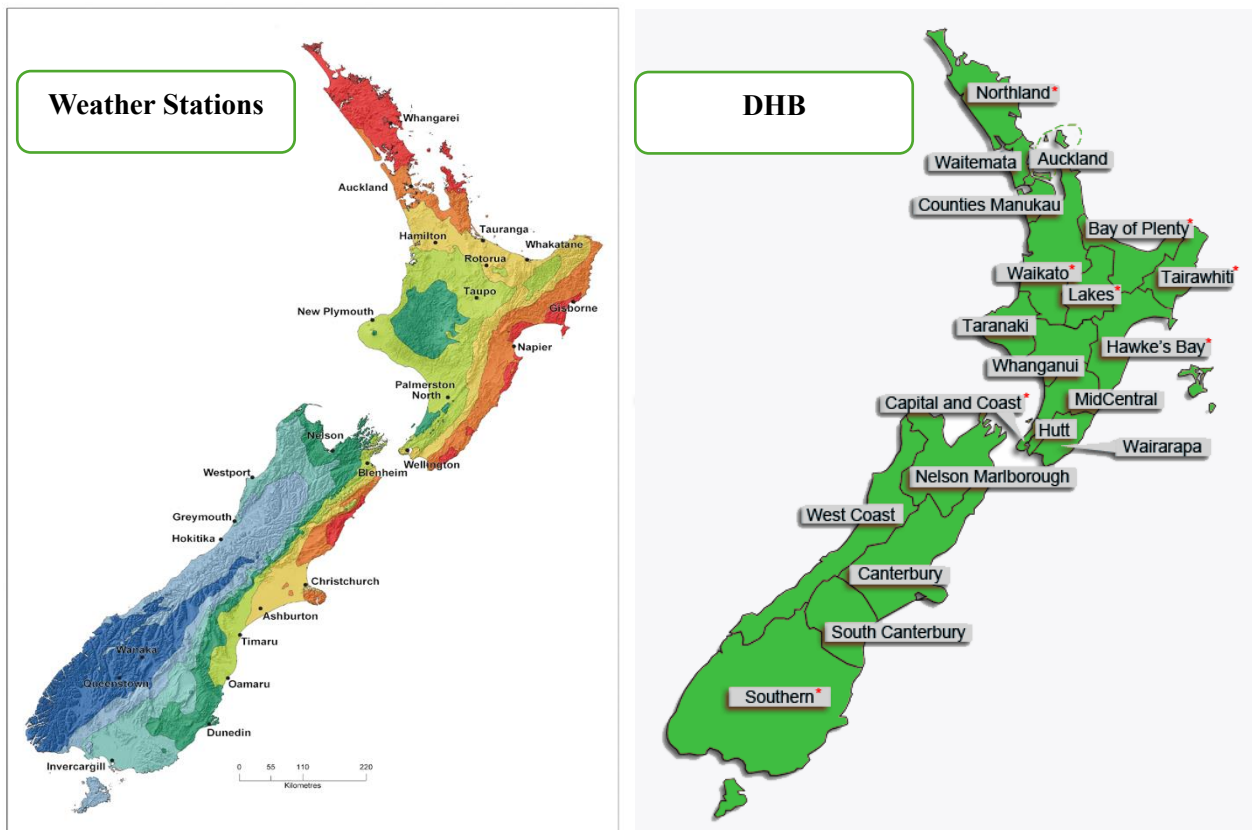 Weather Stations
Whangarei
Auckland
Tauranga
Hamilton
Whakatane
Rotorua
Taupo
Gisborne
New Plymouth
Napier
Palmerston
North
Nelson
Wellington
Blenheim
Westport
Greymouth
Hokitika
Christchurch
Ashburton
Timaru
Wanaka
Queenstown
Oamaru
Dunedin
Invercargill
0 55 110 220
Kilometres
DHB
Northland*
Waitemata
Auckland
Counties Manukau
Bay of Plenty*
Waikato*
Tairawhiti*
Lakes*
Taranaki
Hawke's Bay*
Whanganui
MidCentral
Capital and Coast*
Hutt
Wairarapa
Nelson Marlborough
West Coast
Canterbury
South Canterbury
Southern*